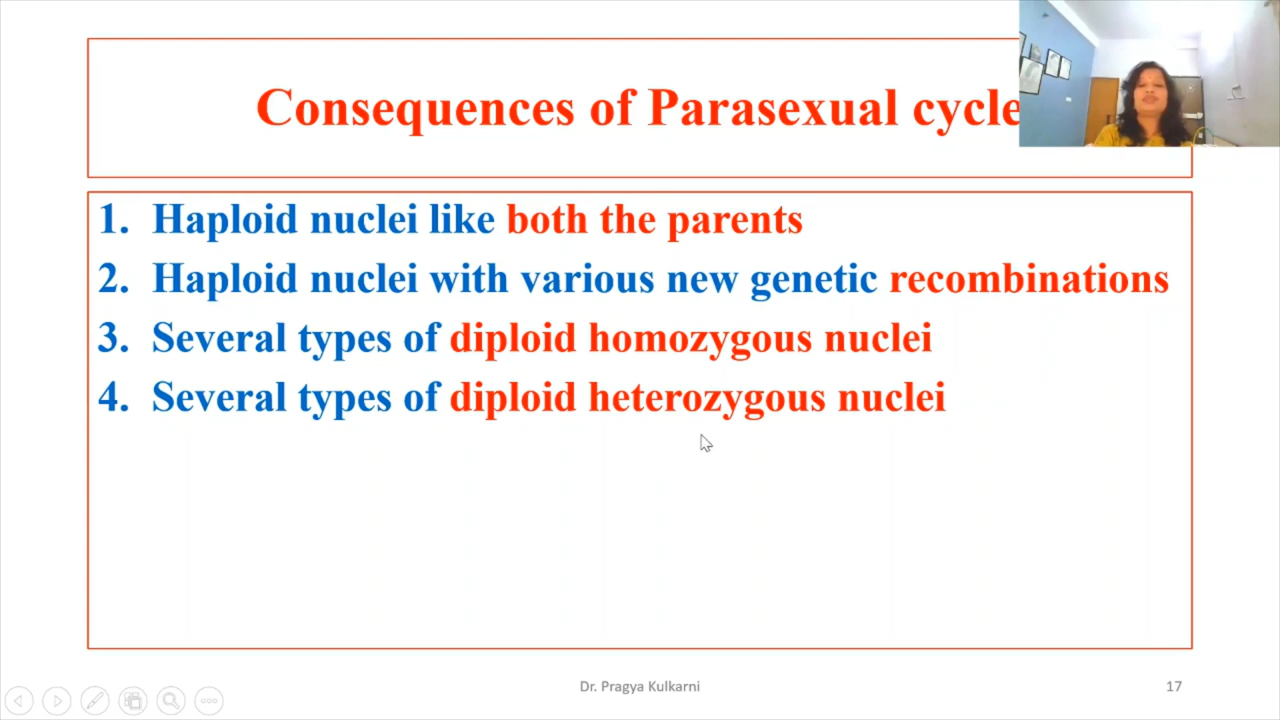 Consequences of Parasexual cycle
1. Haploid nuclei like both the parents
2. Haploid nuclei with various new genetic recombinations
3. Several types of diploid homozygous nuclei
4. Several types of diploid heterozygous nuclei
Dr. Pragya Kulkarni
17